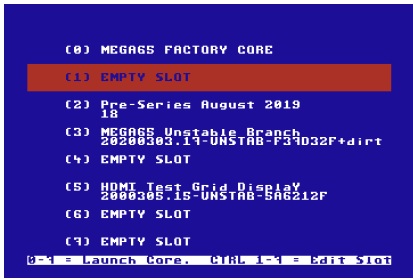 (0) MEGA65 FACTORY CORE
(1) EMPTY SLOT
(2) Pre-Series August 2019
18
(3) MEGA65 Unstable Branch
20200303.17-UNSTAB-F37D32F+dirt
(4) EMPTY SLOT
(5) HDMI Test Grid Display
2000305.15-UNSTAB-5A6212F
(6) EMPTY SLOT
(7) EMPTY SLOT
0-7 = Launch Core. CTRL 1-7 = Edit Slot